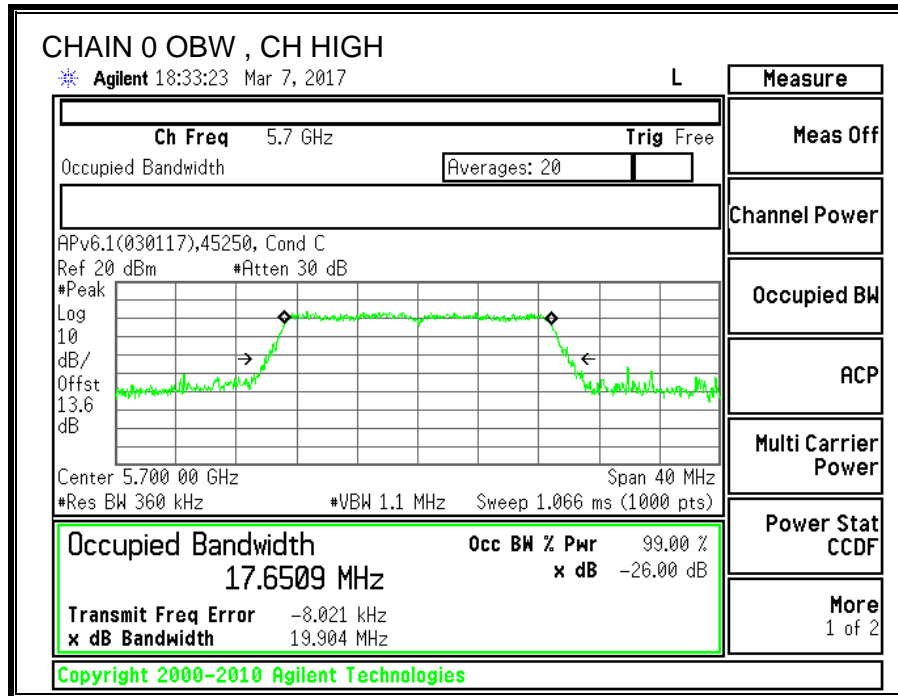 CHAIN 0 OBW , CH HIGH
Agilent 18:33:23 Mar 7, 2017 L
Measure
Ch Freq 5.7 GHz Trig Free
Occupied Bandwidth Averages: 20
APv6.1(030117),45250, Cond C
Ref 20 dBm #Atten 30 dB
#Peak
Log
10
dB/
Offst
13.6
dB
Center 5.700 00 GHz Span 40 MHz
#Res BW 360 kHz #VBW 1.1 MHz Sweep 1.066 ms (1000 pts)
Occupied Bandwidth Occ BW % Pwr 99.00 %
17.6509 MHz x dB -26.00 dB
Transmit Freq Error -8.021 kHz
x dB Bandwidth 19.904 MHz
Copyright 2000-2010 Agilent Technologies
Meas Off
Channel Power
Occupied BW
ACP
Multi Carrier
Power
Power Stat
CCDF
More
1 of 2